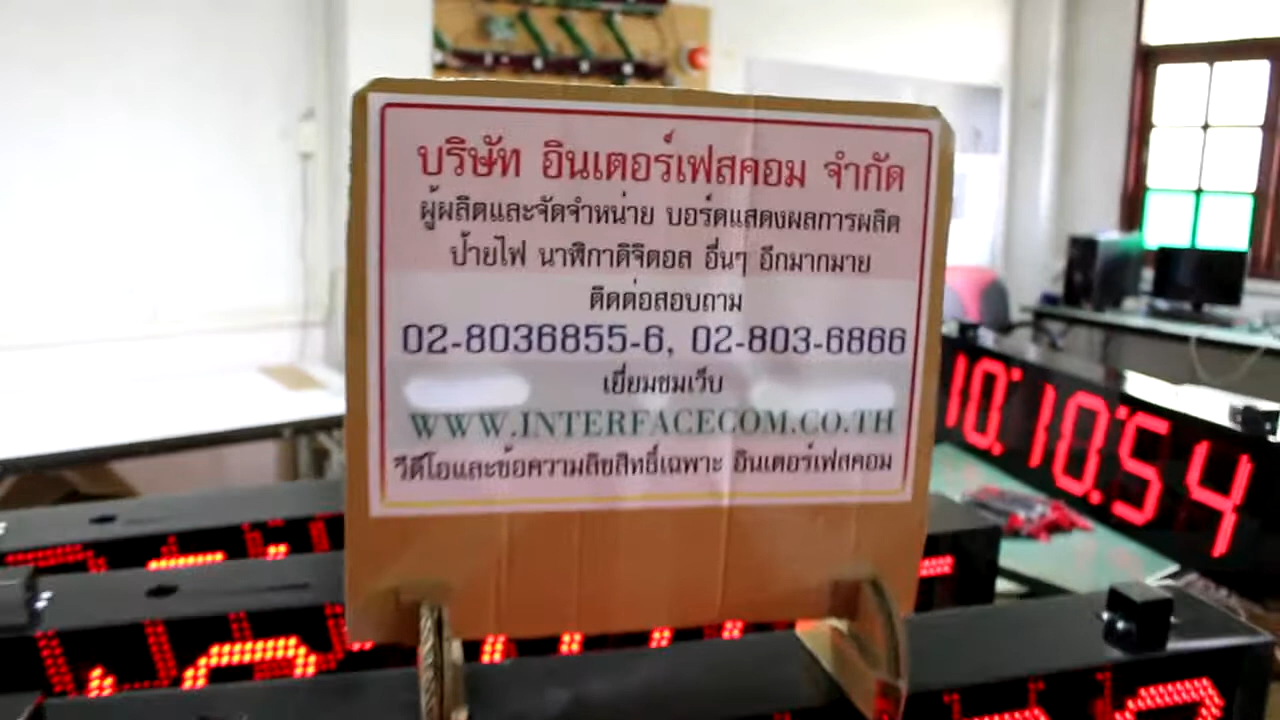 บริษัท อินเตอร์เฟสคอม จำกัด
ผู้ผลิตและจัดจำหน่าย บอร์ดแสดงผลการผลิต
ป้ายไฟ นาฬิกาดิจิตอล อื่นๆ อีกมากมาย
ติดต่อสอบถาม
02-8036855-6, 02-803-6866
เยี่ยมชมเว็บ
WWW.INTERFACECOM.CO.TH
วีดีโอและข้อความลิขสิทธิ์เฉพาะ อินเตอร์เฟสคอม
10:10:54